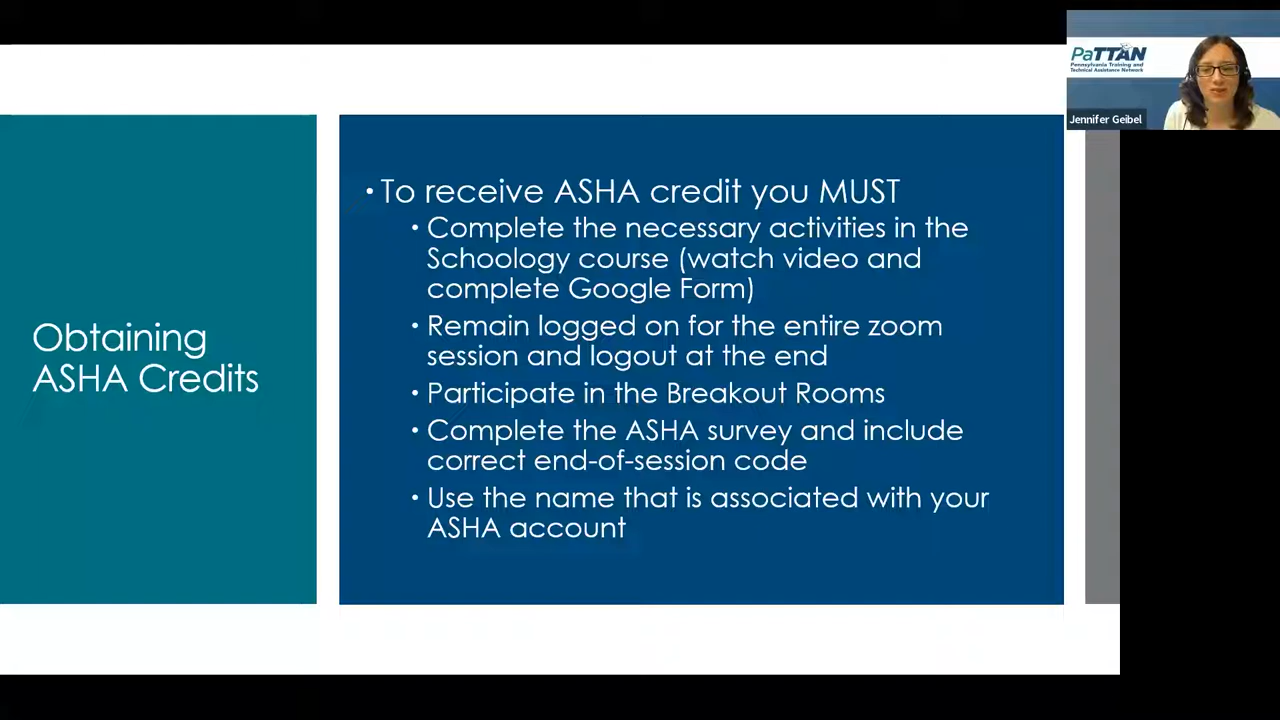 PaTTAN
Pennsylvania Training and
Technical Assistance Network
Jennifer Geibel
Obtaining
ASHA Credits
• To receive ASHA credit you MUST
• Complete the necessary activities in the
Schoology course (watch video and
complete Google Form)
• Remain logged on for the entire zoom
session and logout at the end
• Participate in the Breakout Rooms
• Complete the ASHA survey and include
correct end-of-session code
• Use the name that is associated with your
ASHA account